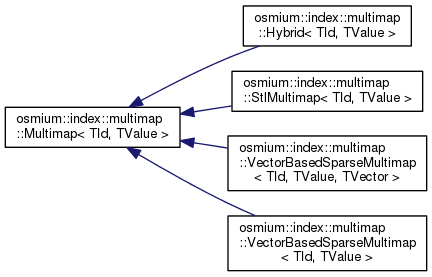 osmium::index::multimap
::Hybrid< TId, TValue >
osmium::index::multimap
::StlMultimap< TId, TValue >
osmium::index::multimap
::Multimap< TId, TValue >
osmium::index::multimap
::VectorBasedSparseMultimap
< TId, TValue, TVector >
osmium::index::multimap
::VectorBasedSparseMultimap
< TId, TValue >